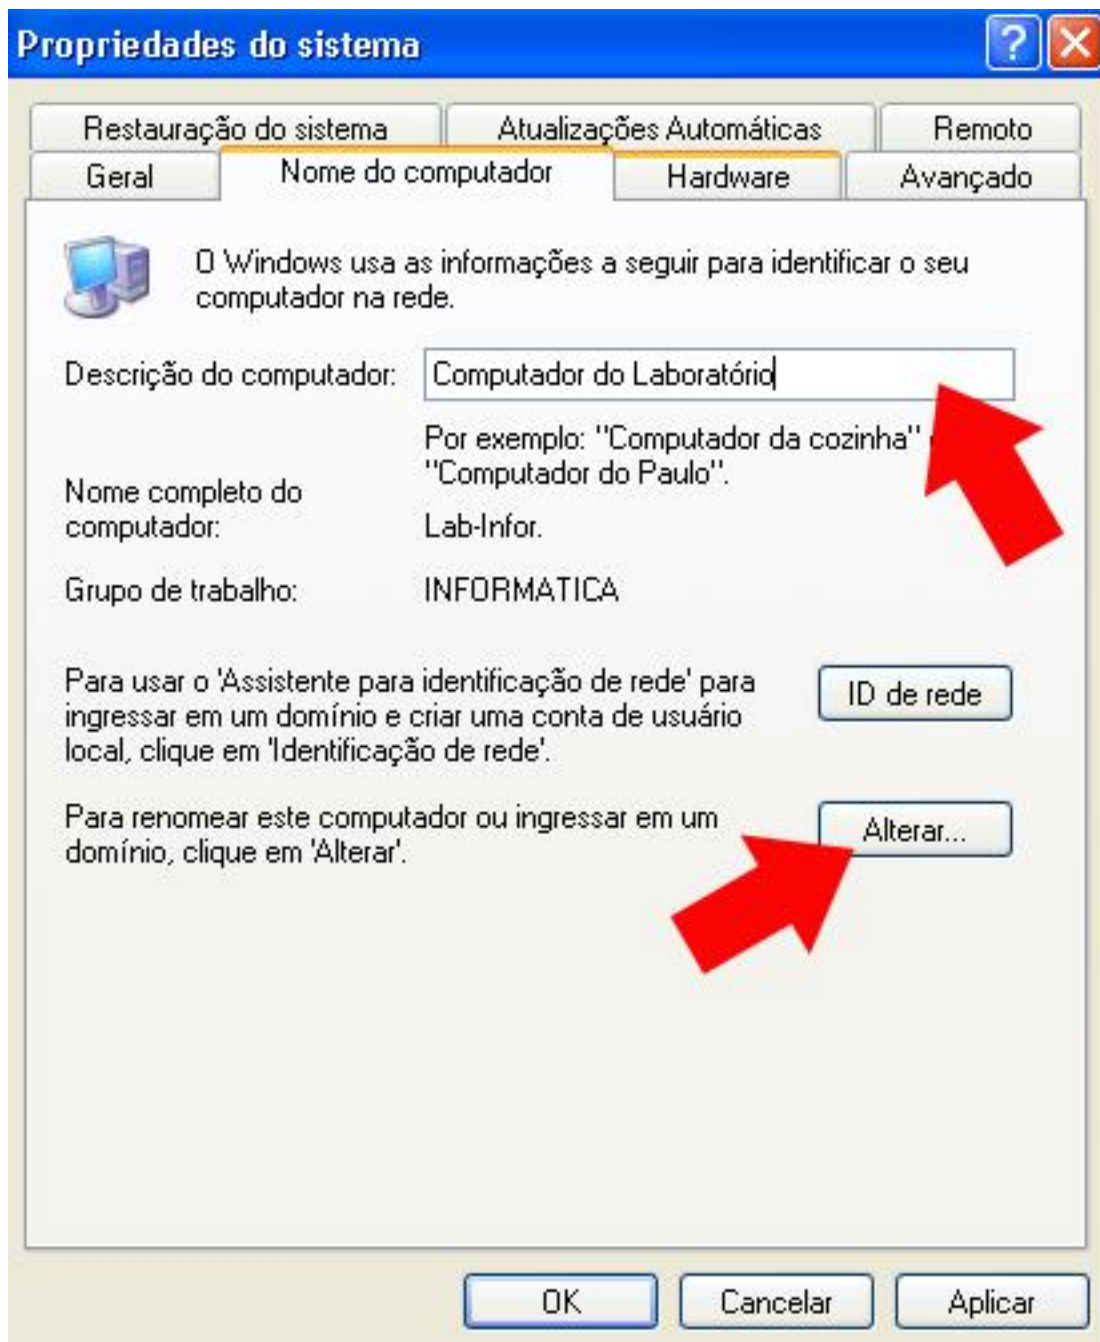 Propriedades do sistema
Restauração do sistema
Atualizações Automáticas
Remoto
Geral
Nome do computador
Hardware
Avançado
O Windows usa as informações a seguir para identificar o seu
computador na rede.
Descrição do computador:
Computador do Laboratório
Por exemplo: "Computador da cozinha"
"Computador do Paulo".
Nome completo do
computador:
Lab-Infor.
Grupo de trabalho:
INFORMATICA
Para usar o 'Assistente para identificação de rede' para
ingressar em um domínio e criar uma conta de usuário
local, clique em 'Identificação de rede'.
ID de rede
Para renomear este computador ou ingressar em um
domínio, clique em 'Alterar'.
Alterar...
OK
Cancelar
Aplicar